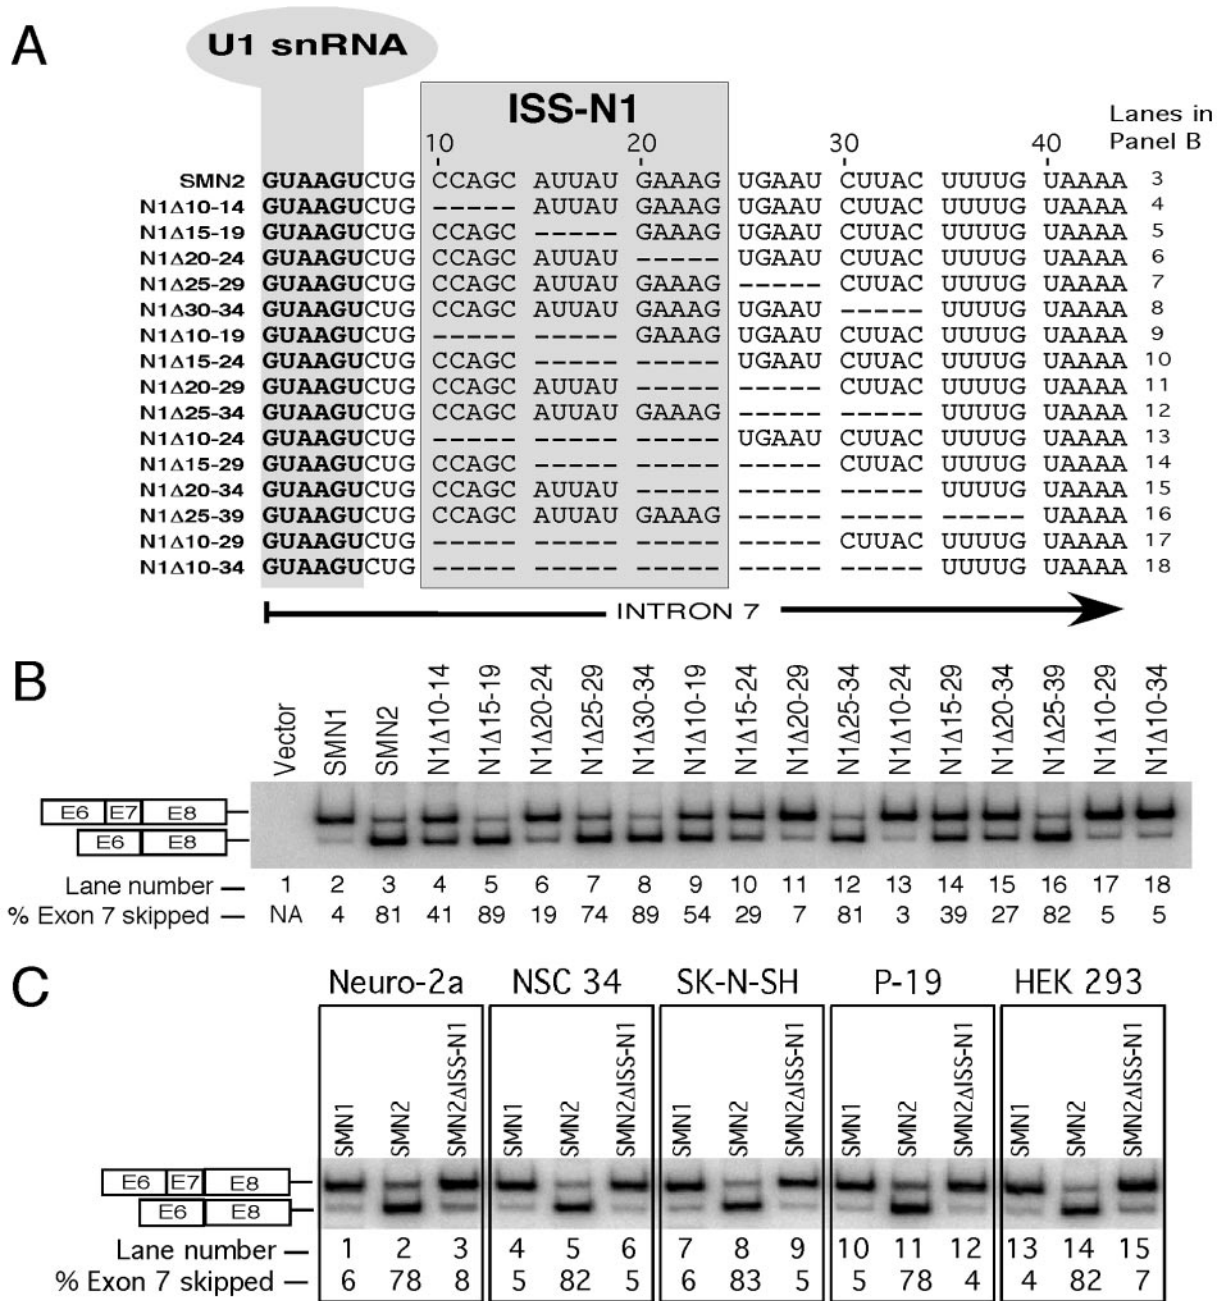 A
U1 snRNA
ISS-N1
10 20 30 40
Lanes in
Panel B
SMN2 GUAAGUCUG CCAGC AUUAU GAAAG UGAAU CUUAC UUUUG UAAAA 3
N1Δ10-14 GUAAGUCUG ----- AUUAU GAAAG UGAAU CUUAC UUUUG UAAAA 4
N1Δ15-19 GUAAGUCUG CCAGC ----- GAAAG UGAAU CUUAC UUUUG UAAAA 5
N1Δ20-24 GUAAGUCUG CCAGC AUUAU ----- UGAAU CUUAC UUUUG UAAAA 6
N1Δ25-29 GUAAGUCUG CCAGC AUUAU GAAAG ----- CUUAC UUUUG UAAAA 7
N1Δ30-34 GUAAGUCUG CCAGC AUUAU GAAAG UGAAU ----- UUUUG UAAAA 8
N1Δ10-19 GUAAGUCUG ----- ----- GAAAG UGAAU CUUAC UUUUG UAAAA 9
N1Δ15-24 GUAAGUCUG CCAGC ----- ----- UGAAU CUUAC UUUUG UAAAA 10
N1Δ20-29 GUAAGUCUG CCAGC AUUAU ----- ----- CUUAC UUUUG UAAAA 11
N1Δ25-34 GUAAGUCUG CCAGC AUUAU GAAAG ----- ----- UUUUG UAAAA 12
N1Δ10-24 GUAAGUCUG ----- ----- ----- UGAAU CUUAC UUUUG UAAAA 13
N1Δ15-29 GUAAGUCUG CCAGC ----- ----- ----- CUUAC UUUUG UAAAA 14
N1Δ20-34 GUAAGUCUG CCAGC AUUAU ----- ----- ----- UUUUG UAAAA 15
N1Δ25-39 GUAAGUCUG CCAGC AUUAU GAAAG ----- ----- ----- UAAAA 16
N1Δ10-29 GUAAGUCUG ----- ----- ----- ----- CUUAC UUUUG UAAAA 17
N1Δ10-34 GUAAGUCUG ----- ----- ----- ----- ----- UUUUG UAAAA 18
INTRON 7
B
Vector SMN1 SMN2 N1Δ10-14 N1Δ15-19 N1Δ20-24 N1Δ25-29 N1Δ30-34 N1Δ10-19 N1Δ15-24 N1Δ20-29 N1Δ25-34 N1Δ10-24 N1Δ15-29 N1Δ20-34 N1Δ25-39 N1Δ10-29 N1Δ10-34
E6 E7 E8
E6 E8
Lane number – 1 2 3 4 5 6 7 8 9 10 11 12 13 14 15 16 17 18
% Exon 7 skipped – NA 4 81 41 89 19 74 89 54 29 7 81 3 39 27 82 5 5
C
Neuro-2a NSC 34 SK-N-SH P-19 HEK 293
SMN1 SMN2 SMN2ΔISS-N1 SMN1 SMN2 SMN2ΔISS-N1 SMN1 SMN2 SMN2ΔISS-N1 SMN1 SMN2 SMN2ΔISS-N1 SMN1 SMN2 SMN2ΔISS-N1
E6 E7 E8
E6 E8
Lane number – 1 2 3 4 5 6 7 8 9 10 11 12 13 14 15
% Exon 7 skipped – 6 78 8 5 82 5 6 83 5 5 78 4 4 82 7